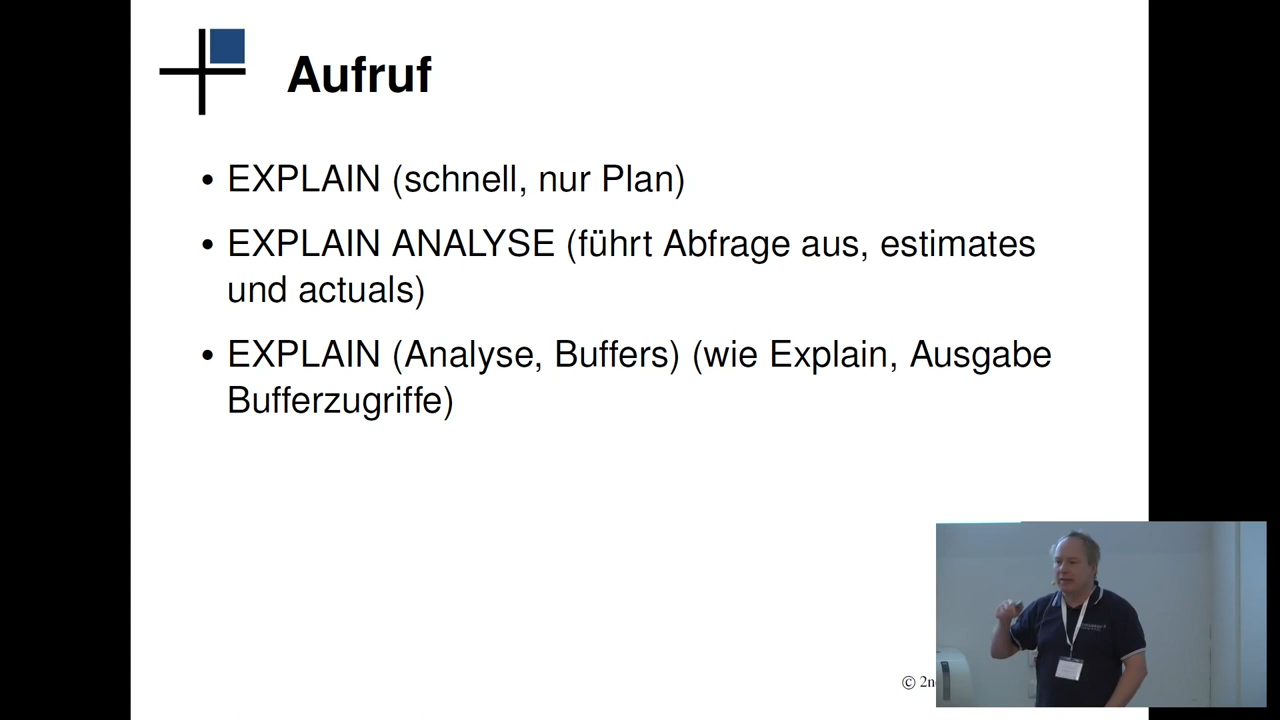 Aufruf
• EXPLAIN (schnell, nur Plan)
• EXPLAIN ANALYSE (führt Abfrage aus, estimates
und actuals)
• EXPLAIN (Analyse, Buffers) (wie Explain, Ausgabe
Bufferzugriffe)
©